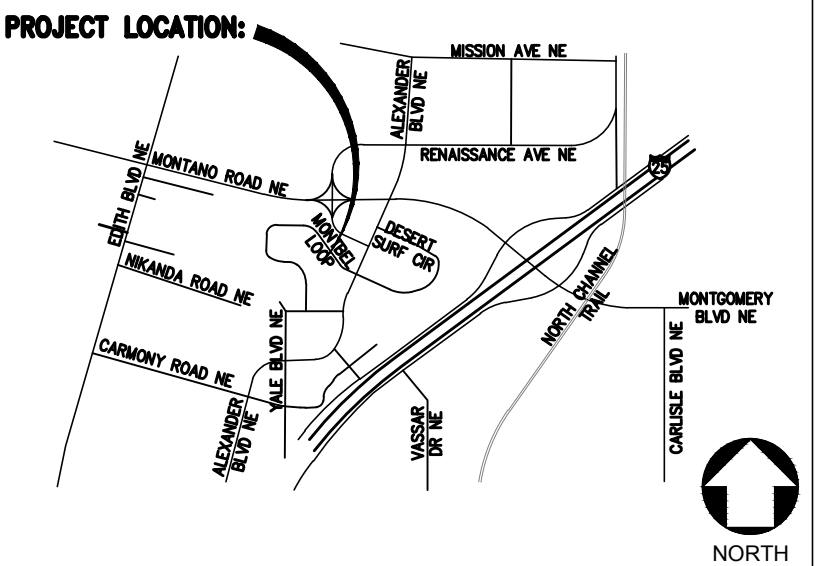 PROJECT LOCATION:
MISSION AVE NE
ALEXANDER
BLVD NE
RENAISSANCE AVE NE
25
MONTANO ROAD NE
EDITH BLVD NE
MONTBEL
LOOP
DESERT
SURF CIR
NIKANDA ROAD NE
NORTH CHANNEL
TRAIL
MONTGOMERY
BLVD NE
YALE BLVD NE
CARMONY ROAD NE
CARLISLE BLVD NE
ALEXANDER
BLVD NE
VASSAR
DR NE
NORTH